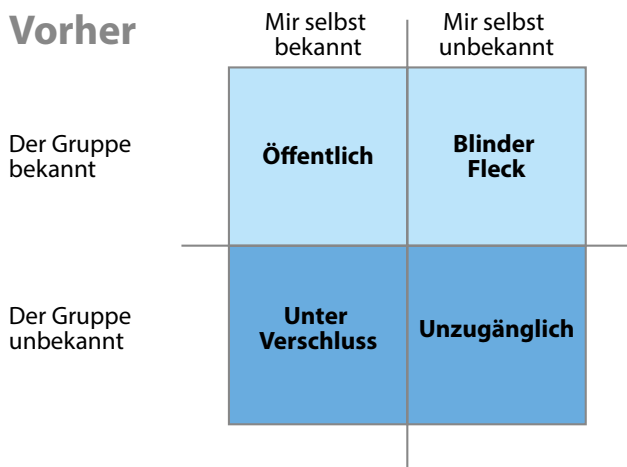 Vorher
Mir selbst
bekannt
Mir selbst
unbekannt
Der Gruppe
bekannt
Öffentlich
Blinder
Fleck
Der Gruppe
unbekannt
Unter
Verschluss
Unzugänglich